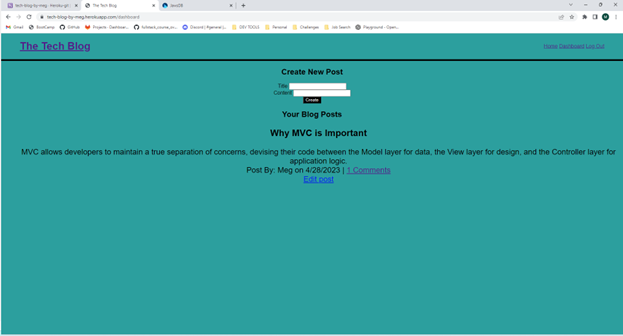 tech-blog-by-meg - Heroku git
The Tech Blog
JawsDB
tech-blog-by-meg.herokuapp.com/dashboard
Gmail
BootCamp
GitHub
Projects · Dashboar...
Discord | #general |...
DEV TOOLS
Personal
Challenges
Job Search
Playground - Open...
The Tech Blog
Home Dashboard Log Out
Create New Post
Title
Content
Create
Your Blog Posts
Why MVC is Important
MVC allows developers to maintain a true separation of concerns, devising their code between the Model layer for data, the View layer for design, and the Controller layer for
application logic.
Post By: Meg on 4/28/2023 | 1 Comments
Edit post